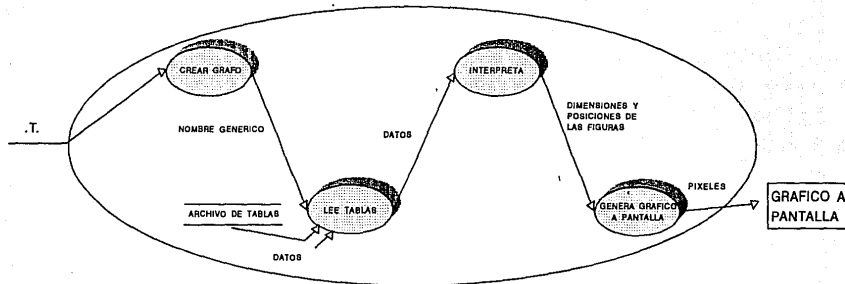 CREAR GRAFO
INTERPRETA
.T.
NOMBRE GENERICO
DATOS
DIMENSIONES Y
POSICIONES DE
LAS FIGURAS
ARCHIVO DE TABLAS
LEE TABLAS
DATOS
GENERA GRAFICO
A PANTALLA
PIXELES
GRAFICO A
PANTALLA